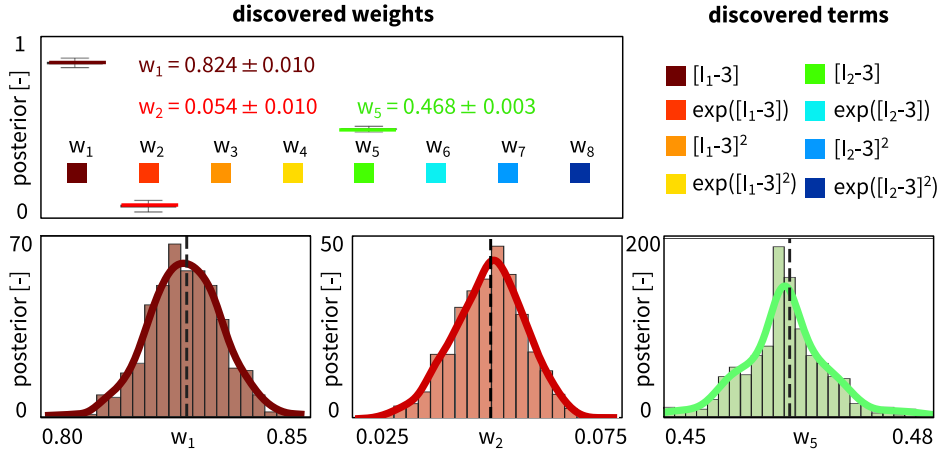 discovered weights
1
w₁ = 0.824 ± 0.010
w₂ = 0.054 ± 0.010
w₅ = 0.468 ± 0.003
w₁ w₂ w₃ w₄ w₅ w₆ w₇ w₈
0
posterior [-]
discovered terms
[I₁-3]
exp([I₁-3])
[I₁-3]²
exp([I₁-3]²)
[I₂-3]
exp([I₂-3])
[I₂-3]²
exp([I₂-3]²)
70
posterior [-]
0
0.80 w₁ 0.85
50
posterior [-]
0
0.025 w₂ 0.075
200
posterior [-]
0
0.45 w₅ 0.48